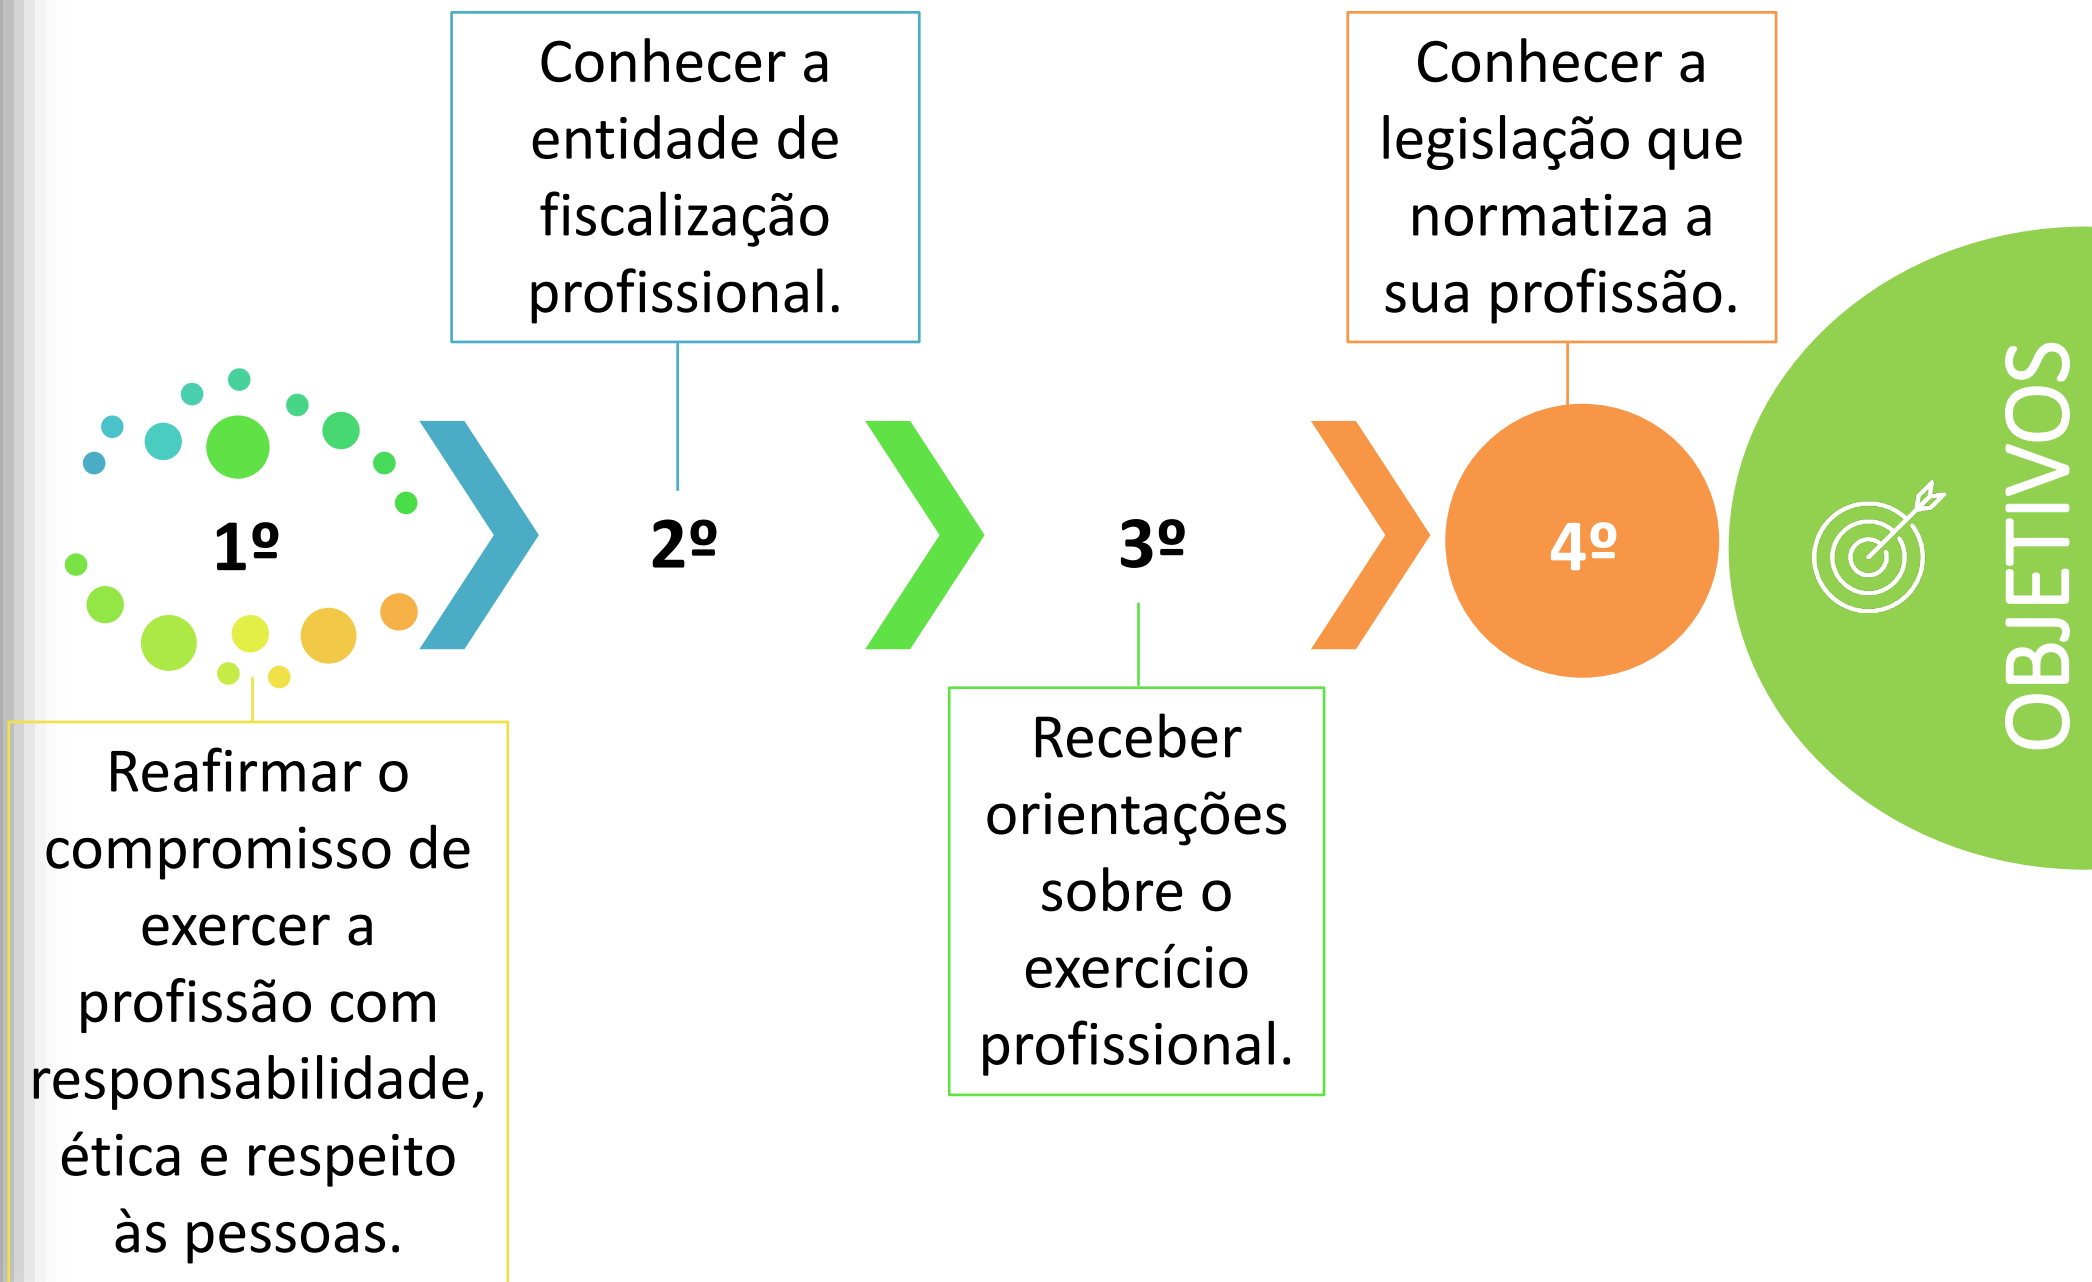 1º
Reafirmar o
compromisso de
exercer a
profissão com
responsabilidade,
ética e respeito
às pessoas.
2º
Conhecer a
entidade de
fiscalização
profissional.
3º
Receber
orientações
sobre o
exercício
profissional.
4º
Conhecer a
legislação que
normatiza a
sua profissão.
OBJETIVOS